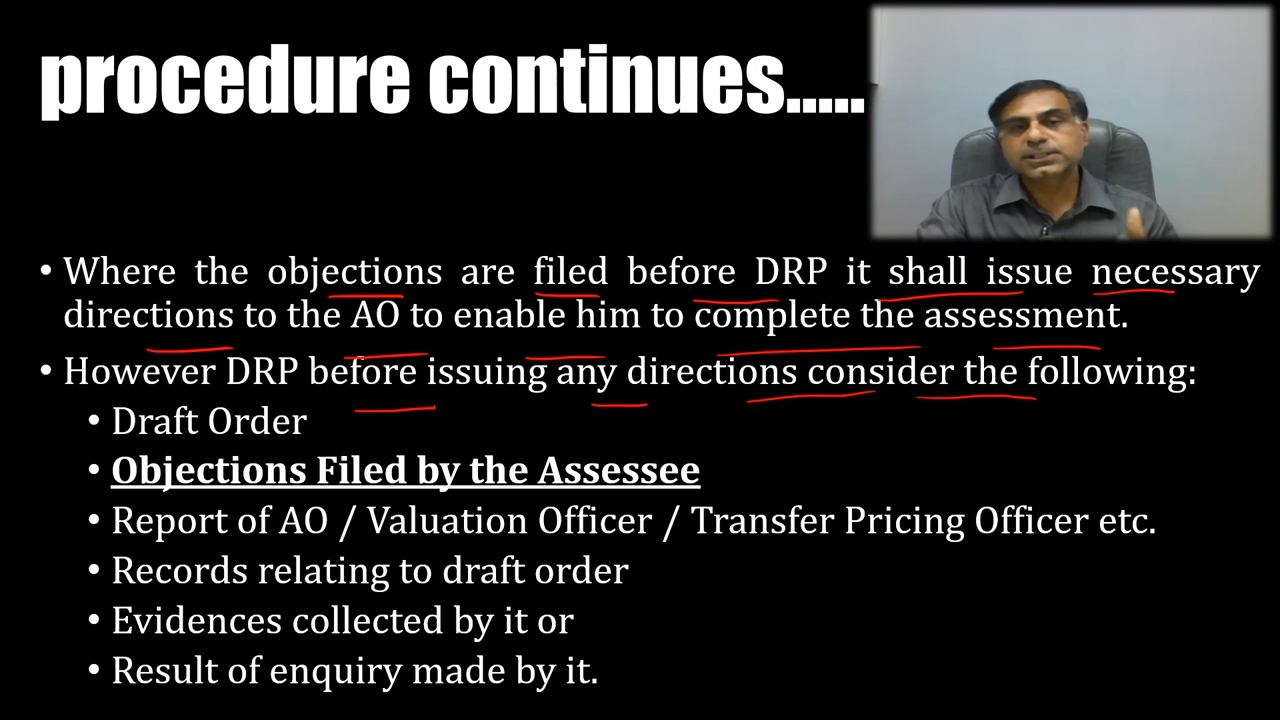 procedure continues.....
• Where the objections are filed before DRP it shall issue necessary
directions to the AO to enable him to complete the assessment.
• However DRP before issuing any directions consider the following:
• Draft Order
• Objections Filed by the Assessee
• Report of AO / Valuation Officer / Transfer Pricing Officer etc.
• Records relating to draft order
• Evidences collected by it or
• Result of enquiry made by it.